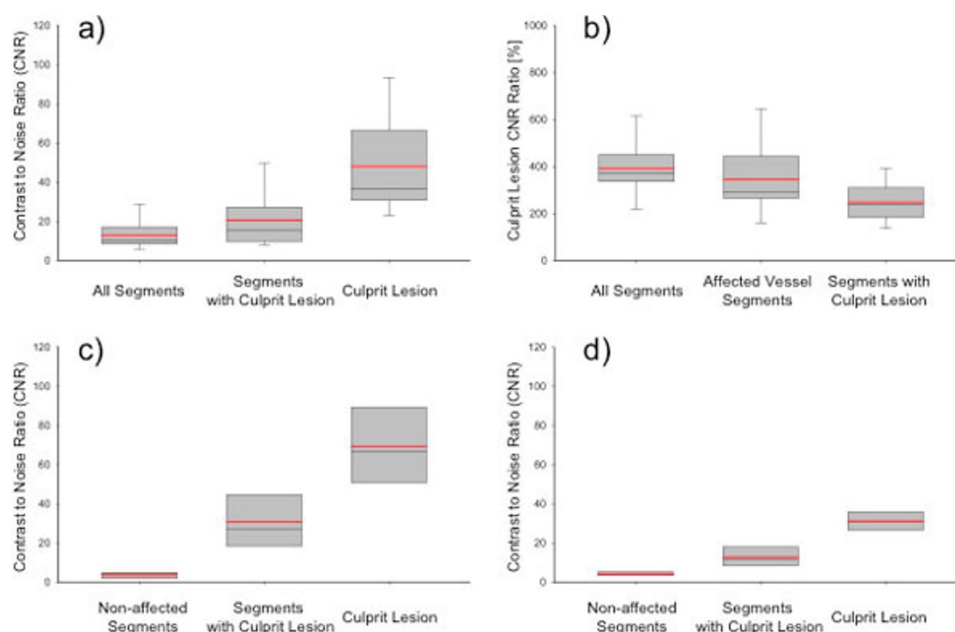 a)
Contrast to Noise Ratio (CNR)
120
100
80
60
40
20
0
All Segments
Segments
with Culprit Lesion
Culprit Lesion
b)
Culprit Lesion CNR Ratio [%]
1000
800
600
400
200
0
All Segments
Affected Vessel
Segments
Segments with
Culprit Lesion
c)
Contrast to Noise Ratio (CNR)
120
100
80
60
40
20
0
Non-affected
Segments
Segments
with Culprit Lesion
Culprit Lesion
d)
Contrast to Noise Ratio (CNR)
120
100
80
60
40
20
0
Non-affected
Segments
Segments
with Culprit Lesion
Culprit Lesion